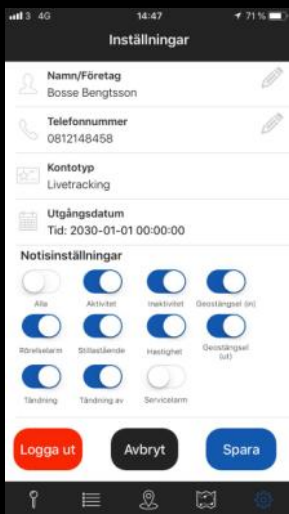 3 4G 14:47 71 %
Inställningar
Namn/Företag
Bosse Bengtsson
Telefonnummer
0812148458
Kontotyp
Livetracking
Utgångsdatum
Tid: 2030-01-01 00:00:00
Notisinställningar
Alla Aktivitet Inaktivitet Geostängsel (in)
Rörelselarm Stillastående Hastighet Geostängsel
(ut)
Tändning Tändning av Servicelarm
Logga ut Avbryt Spara